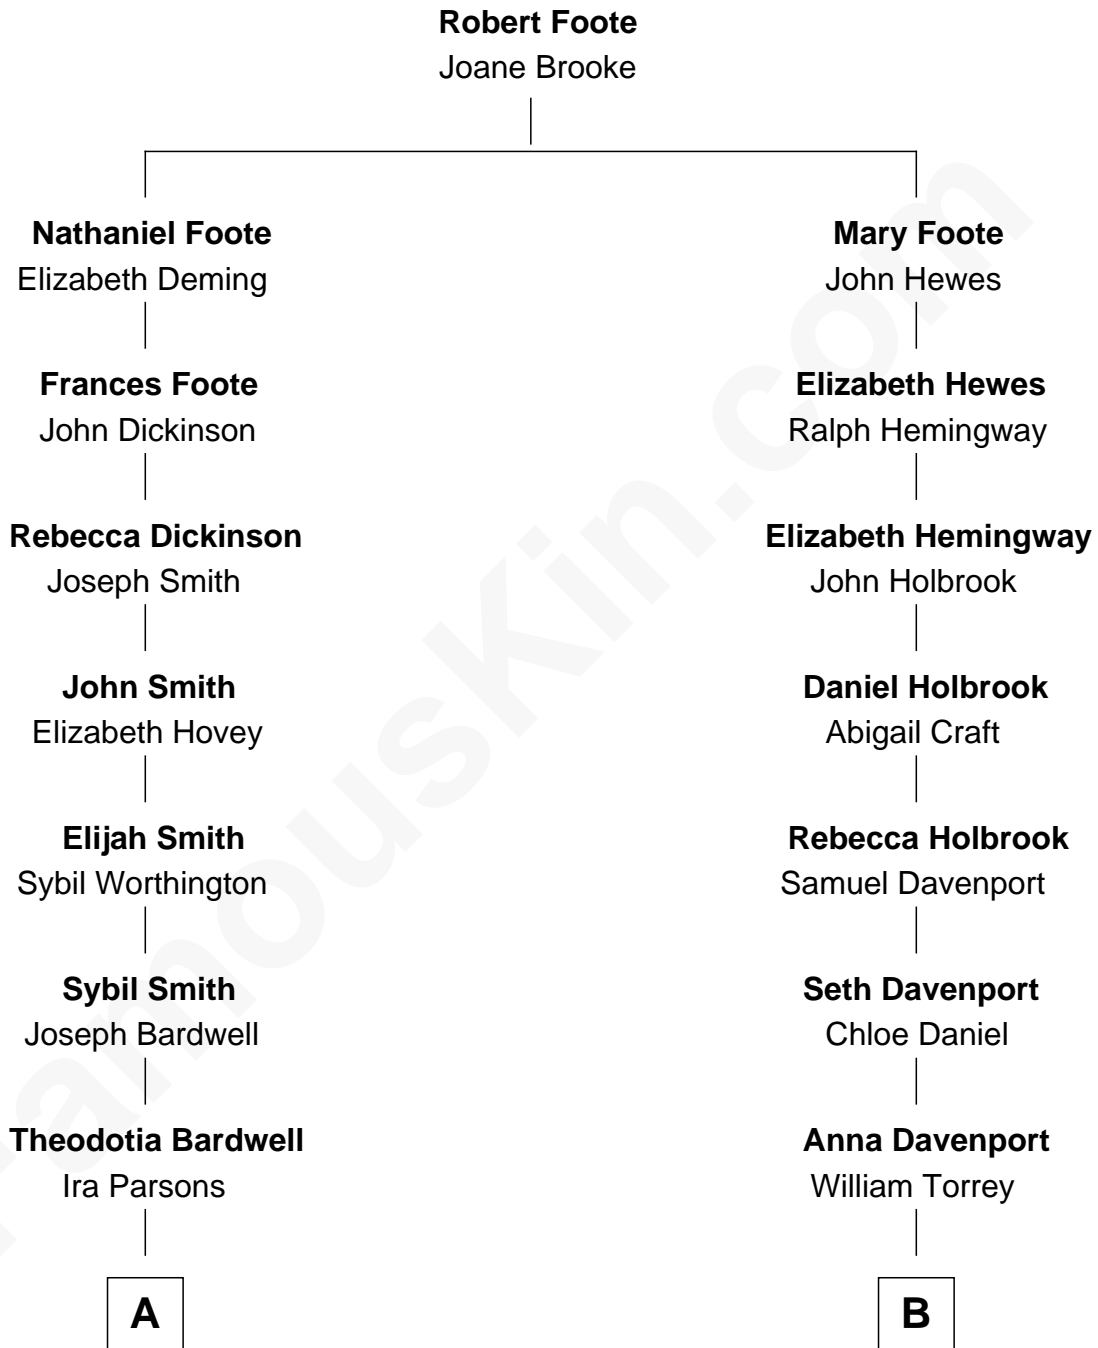 Robert Foote
Joane Brooke
Nathaniel Foote
Elizabeth Deming
Mary Foote
John Hewes
Frances Foote
John Dickinson
Elizabeth Hewes
Ralph Hemingway
Rebecca Dickinson
Joseph Smith
Elizabeth Hemingway
John Holbrook
John Smith
Elizabeth Hovey
Daniel Holbrook
Abigail Craft
Elijah Smith
Sybil Worthington
Rebecca Holbrook
Samuel Davenport
Sybil Smith
Joseph Bardwell
Seth Davenport
Chloe Daniel
Theodotia Bardwell
Ira Parsons
Anna Davenport
William Torrey
A
B
FamousKin.com